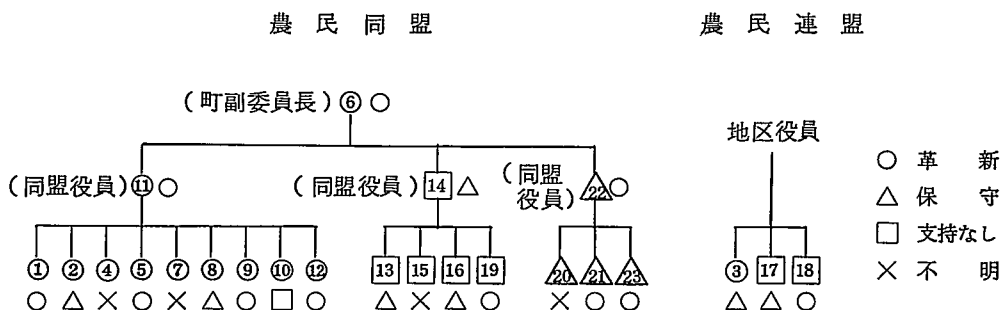 農民同盟 農民連盟
(町副委員長) ⑥ ○
地区役員
○ 革新
(同盟役員) ⑪ ○ (同盟役員) 14 △ (同盟役員) 22 ○
△ 保守
□ 支持なし
① ② ④ ⑤ ⑦ ⑧ ⑨ ⑩ ⑫ 13 15 16 19 20 21 23 ③ 17 18
× 不明
○ △ × ○ × △ ○ □ ○ △ × △ ○ × ○ ○ △ △ ○